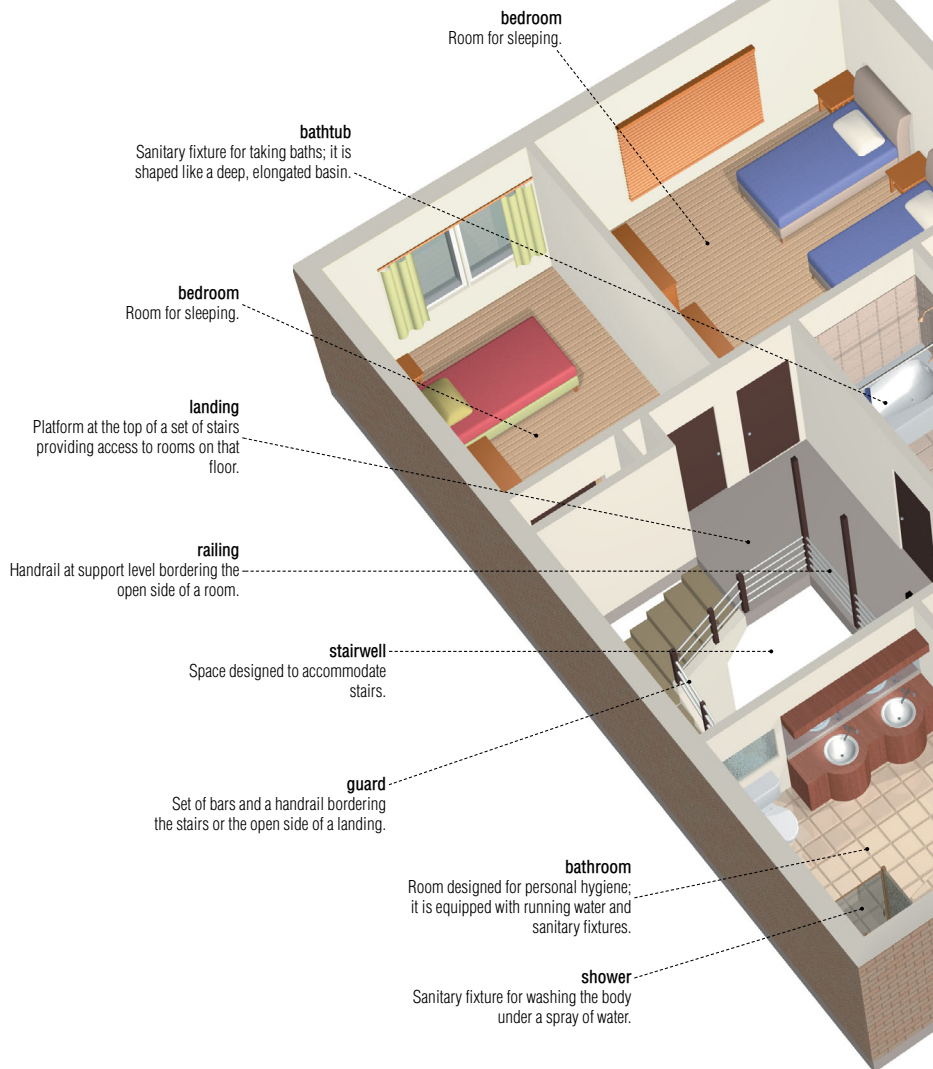 bedroom
Room for sleeping.
bathtub
Sanitary fixture for taking baths; it is
shaped like a deep, elongated basin.
bedroom
Room for sleeping.
landing
Platform at the top of a set of stairs
providing access to rooms on that
floor.
railing
Handrail at support level bordering the
open side of a room.
stairwell
Space designed to accommodate
stairs.
guard
Set of bars and a handrail bordering
the stairs or the open side of a landing.
bathroom
Room designed for personal hygiene;
it is equipped with running water and
sanitary fixtures.
shower
Sanitary fixture for washing the body
under a spray of water.